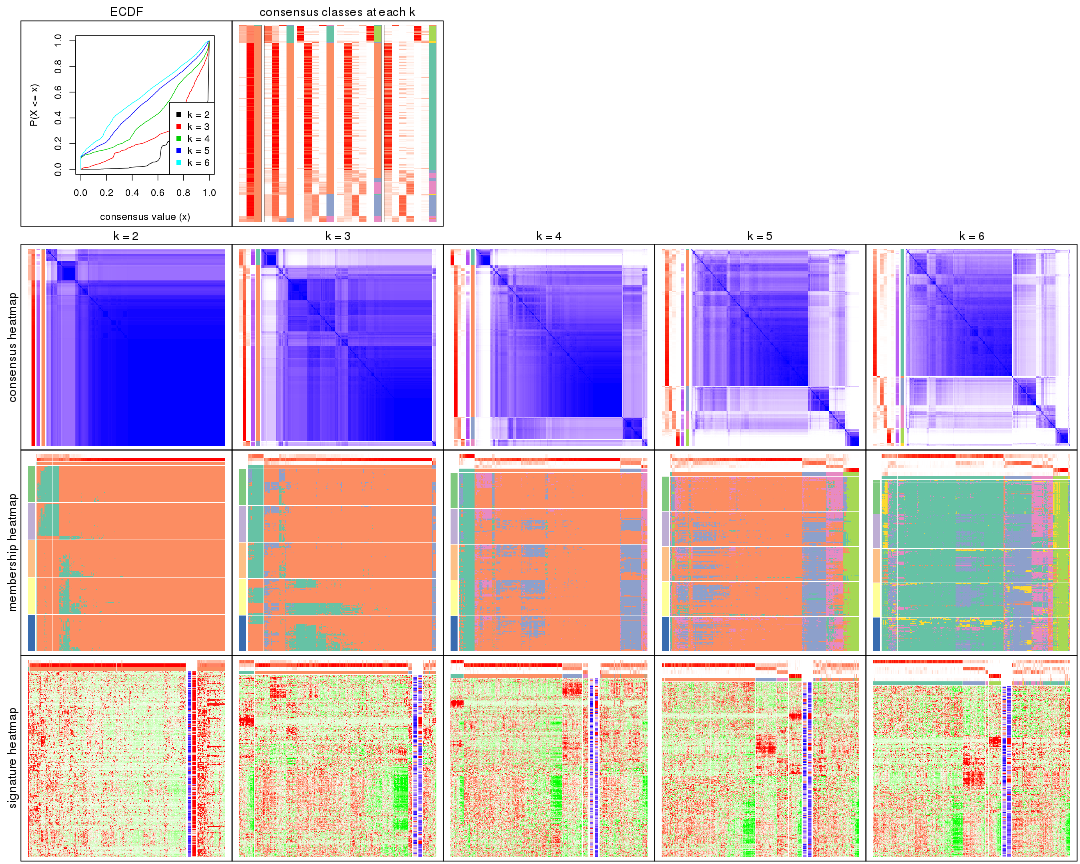 ECDF
consensus classes at each k
P(X <= x)
0.0 0.2 0.4 0.6 0.8 1.0
k = 2
k = 3
k = 4
k = 5
k = 6
0.0 0.2 0.4 0.6 0.8 1.0
consensus value (x)
k = 2
k = 3
k = 4
k = 5
k = 6
consensus heatmap
membership heatmap
signature heatmap